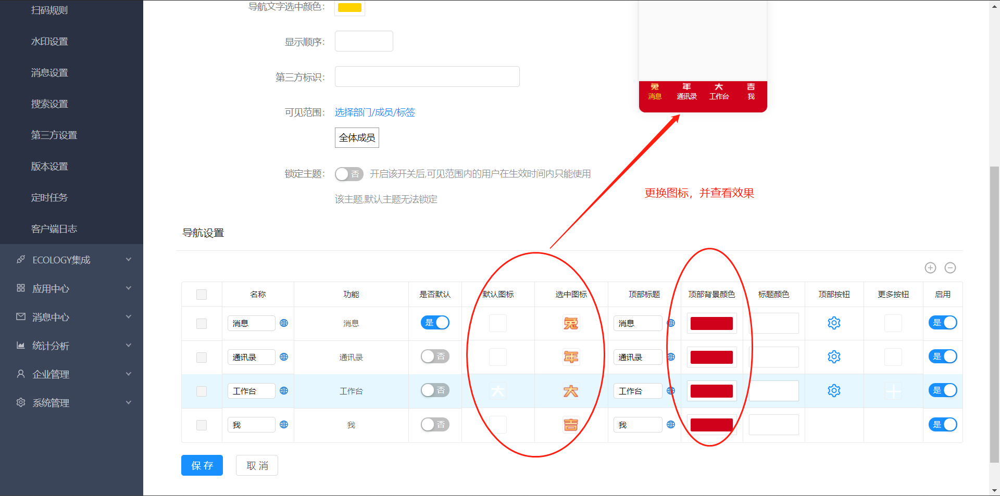 扫码规则
水印设置
消息设置
搜索设置
第三方设置
版本设置
定时任务
客户端日志
ECOLOGY集成
应用中心
消息中心
统计分析
企业管理
系统管理
导航文字选中颜色:
显示顺序:
第三方标识:
可见范围: 选择部门/成员/标签
全体成员
锁定主题: 否 开启该开关后,可见范围内的用户在生效时间内只能使用
该主题,默认主题无法锁定
兔 年 大 吉
消息 通讯录 工作台 我
更换图标，并查看效果
导航设置
名称 功能 是否默认 默认图标 选中图标 顶部标题 顶部背景颜色 标题颜色 顶部按钮 更多按钮 启用
消息 消息 是 兔 消息 是
通讯录 通讯录 否 年 通讯录 是
工作台 工作台 否 大 大 工作台 是
我 我 否 吉 我 是
保 存 取 消